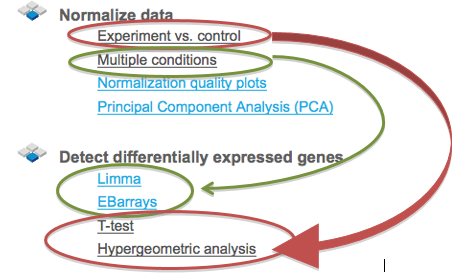 Normalize data
Experiment vs. control
Multiple conditions
Normalization quality plots
Principal Component Analysis (PCA)
Detect differentially expressed genes
Limma
EBarrays
T-test
Hypergeometric analysis